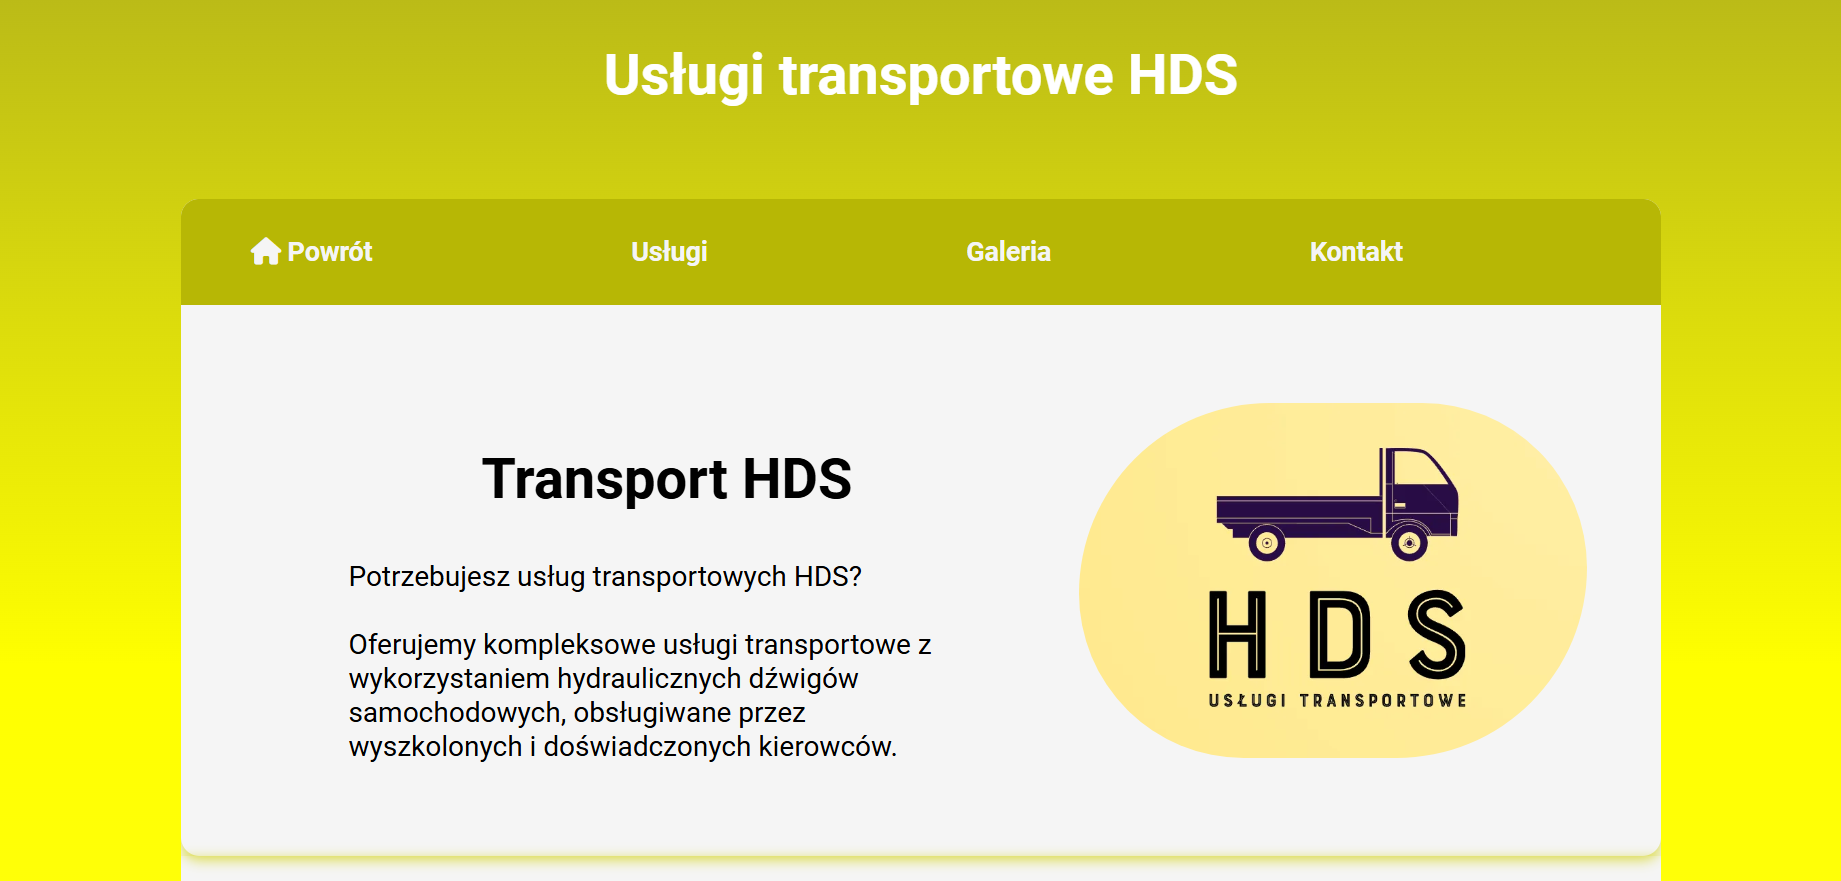 Usługi transportowe HDS
Powrót
Usługi
Galeria
Kontakt
Transport HDS
Potrzebujesz usług transportowych HDS?
Oferujemy kompleksowe usługi transportowe z
wykorzystaniem hydraulicznych dźwigów
samochodowych, obsługiwane przez
wyszkolonych i doświadczonych kierowców.
HDS
USŁUGI TRANSPORTOWE